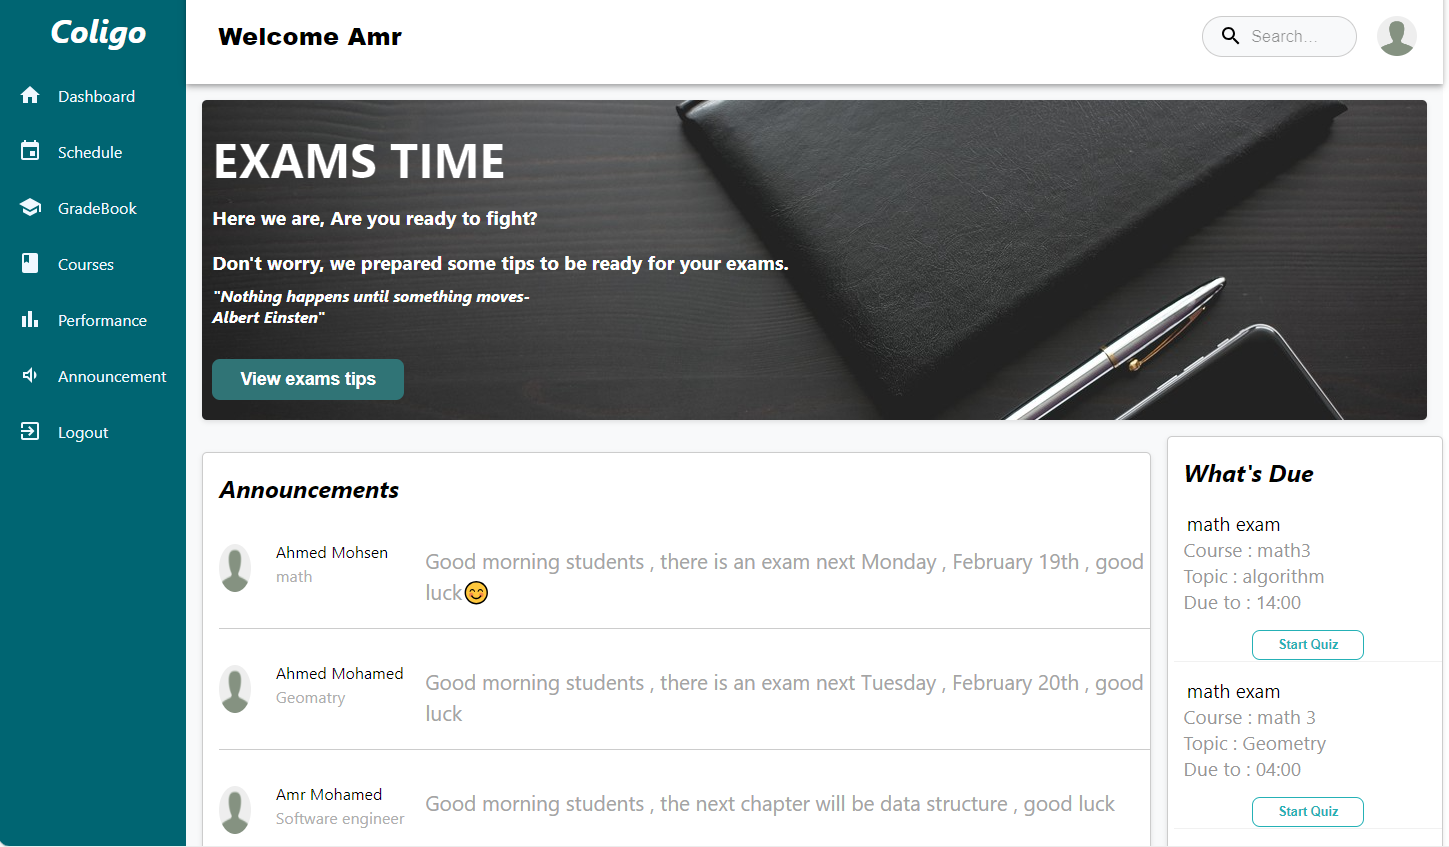 Coligo
Dashboard
Schedule
GradeBook
Courses
Performance
Announcement
Logout
Welcome Amr
Search...
EXAMS TIME
Here we are, Are you ready to fight?
Don't worry, we prepared some tips to be ready for your exams.
"Nothing happens until something moves-
Albert Einsten"
View exams tips
Announcements
Ahmed Mohsen
math
Good morning students , there is an exam next Monday , February 19th , good
luck😊
Ahmed Mohamed
Geomatry
Good morning students , there is an exam next Tuesday , February 20th , good
luck
Amr Mohamed
Software engineer
Good morning students , the next chapter will be data structure , good luck
What's Due
math exam
Course : math3
Topic : algorithm
Due to : 14:00
Start Quiz
math exam
Course : math 3
Topic : Geometry
Due to : 04:00
Start Quiz